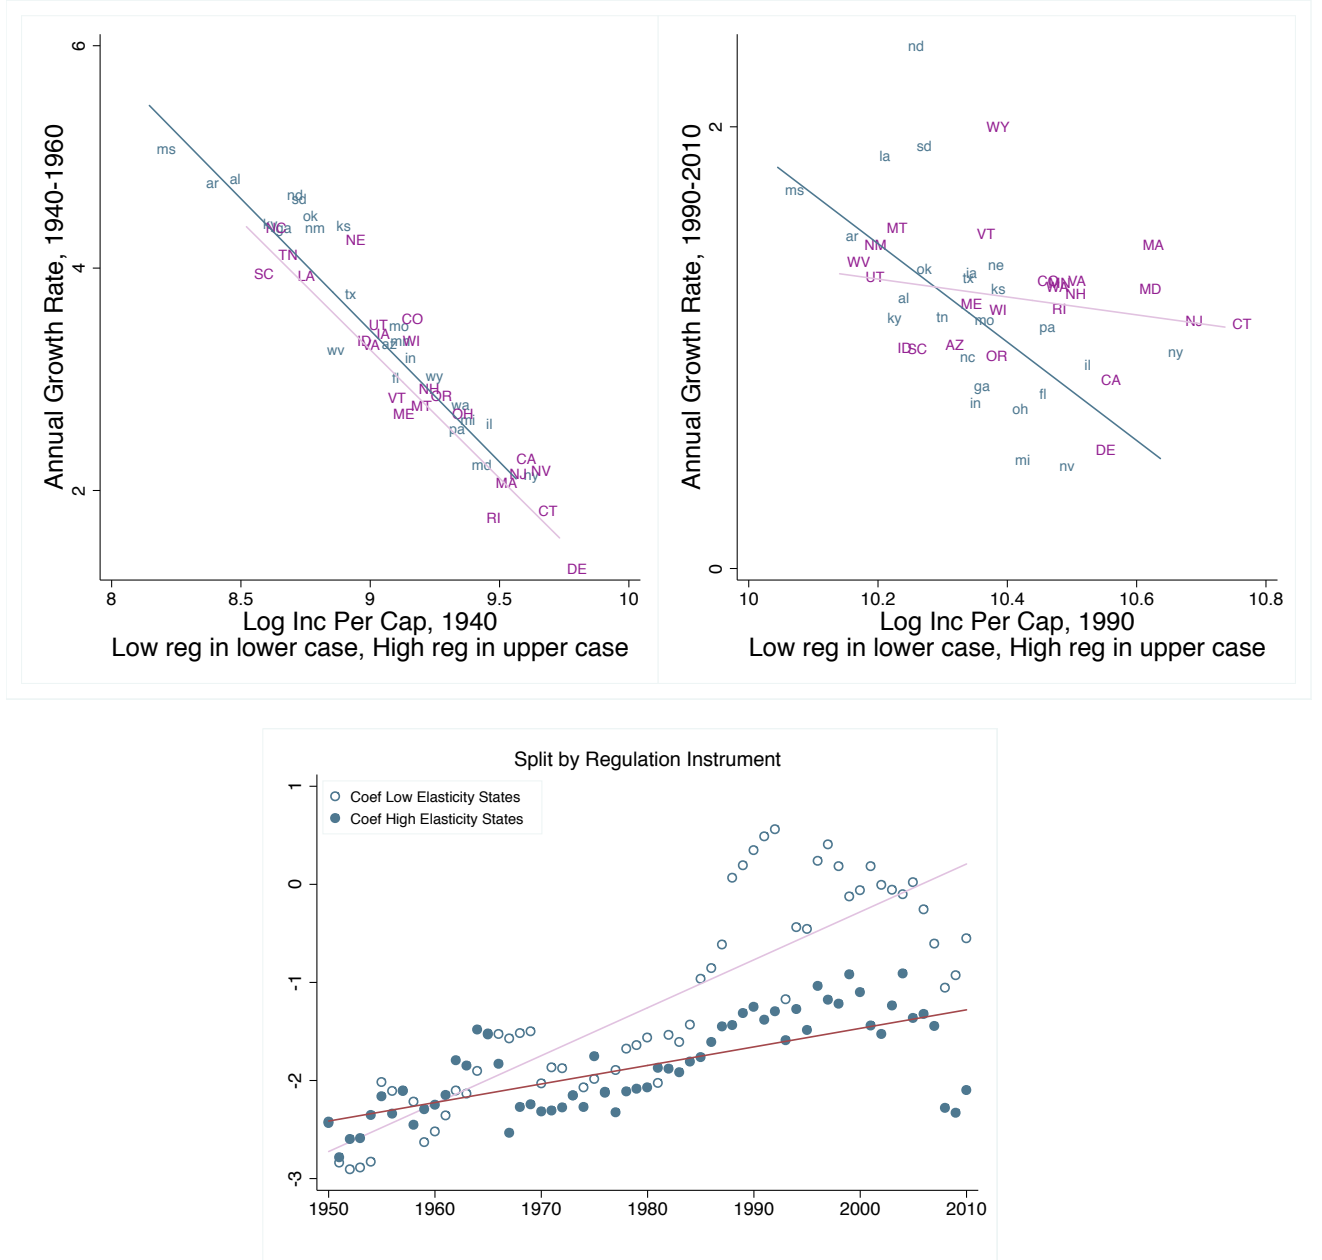 6
4
2
Annual Growth Rate, 1940-1960
ms
ar
al
nd
sd
ok
ky
NC
ga
nm
ks
NE
TN
SC
LA
tx
UT
CO
mo
IA
ID
VA
az
mn
WI
wv
in
fl
wy
NH
OR
VT
MT
wa
ME
OH
mi
pa
il
md
CA
NJ
NV
ny
MA
RI
CT
DE
8
8.5
9
9.5
10
Log Inc Per Cap, 1940
Low reg in lower case, High reg in upper case
2
0
Annual Growth Rate, 1990-2010
nd
WY
sd
la
ms
MT
VT
ar
NM
MA
WV
UT
ok
ia
tx
ne
ks
CO
WA
VA
NH
MD
al
ME
WI
RI
ky
tn
mo
pa
NJ
CT
ID
SC
AZ
nc
OR
ny
il
CA
ga
in
fl
oh
DE
mi
nv
10
10.2
10.4
10.6
10.8
Log Inc Per Cap, 1990
Low reg in lower case, High reg in upper case
Split by Regulation Instrument
Coef Low Elasticity States
Coef High Elasticity States
1
0
-1
-2
-3
1950
1960
1970
1980
1990
2000
2010